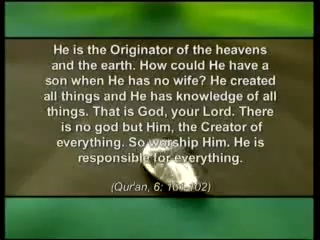 He is the Originator of the heavens
and the earth. How could He have a
son when He has no wife? He created
all things and He has knowledge of all
things. That is God, your Lord. There
is no god but Him, the Creator of
everything. So worship Him. He is
responsible for everything.
(Qur'an, 6: 101-102)